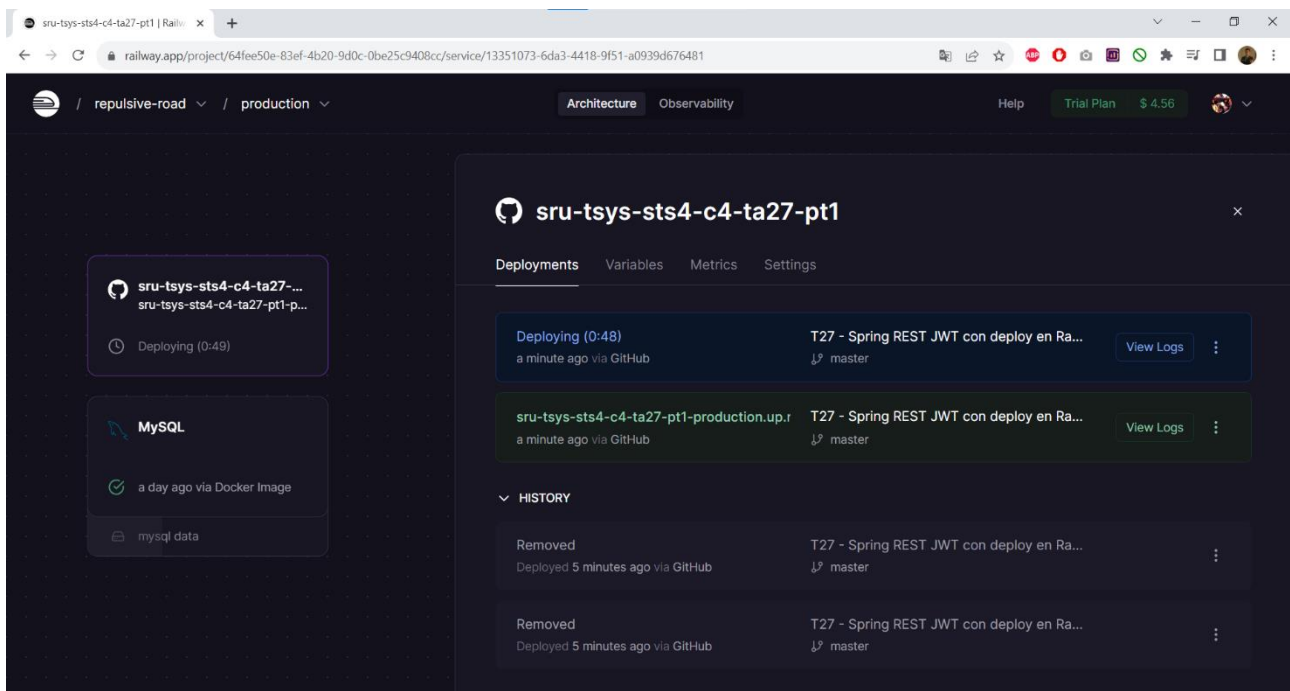 sru-tsys-sts4-c4-ta27-pt1 | Railw
railway.app/project/64fee50e-83ef-4b20-9d0c-0be25c9408cc/service/13351073-6da3-4418-9f51-a0939d676481
/ repulsive-road / production
Architecture Observability
Help Trial Plan $ 4.56
sru-tsys-sts4-c4-ta27-...
sru-tsys-sts4-c4-ta27-pt1-p...
Deploying (0:49)
MySQL
a day ago via Docker Image
mysql data
sru-tsys-sts4-c4-ta27-pt1
Deployments Variables Metrics Settings
Deploying (0:48) T27 - Spring REST JWT con deploy en Ra...
a minute ago via GitHub master
View Logs
sru-tsys-sts4-c4-ta27-pt1-production.up.r T27 - Spring REST JWT con deploy en Ra...
a minute ago via GitHub master
View Logs
HISTORY
Removed T27 - Spring REST JWT con deploy en Ra...
Deployed 5 minutes ago via GitHub master
Removed T27 - Spring REST JWT con deploy en Ra...
Deployed 5 minutes ago via GitHub master